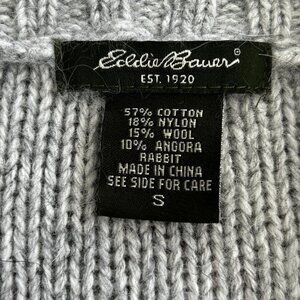 Eddie Bauer®
EST. 1920
57% COTTON
18% NYLON
15% WOOL
10% ANGORA
RABBIT
MADE IN CHINA
SEE SIDE FOR CARE
S